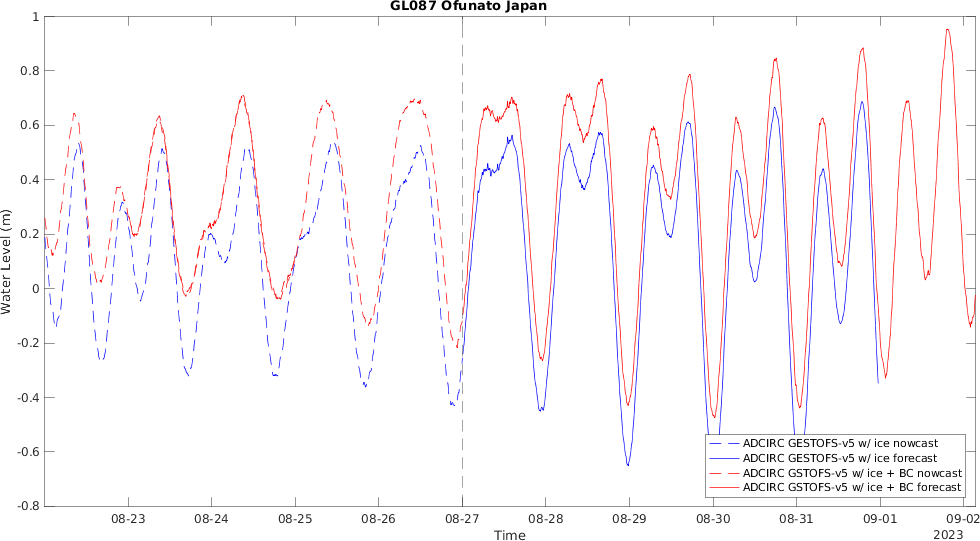 GL087 Ofunato Japan
1
0.8
0.6
0.4
0.2
0
-0.2
-0.4
-0.6
-0.8
Water Level (m)
08-23 08-24 08-25 08-26 08-27 08-28 08-29 08-30 08-31 09-01 09-02
Time
2023
ADCIRC GESTOFS-v5 w/ ice nowcast
ADCIRC GESTOFS-v5 w/ ice forecast
ADCIRC GSTOFS-v5 w/ ice + BC nowcast
ADCIRC GSTOFS-v5 w/ ice + BC forecast